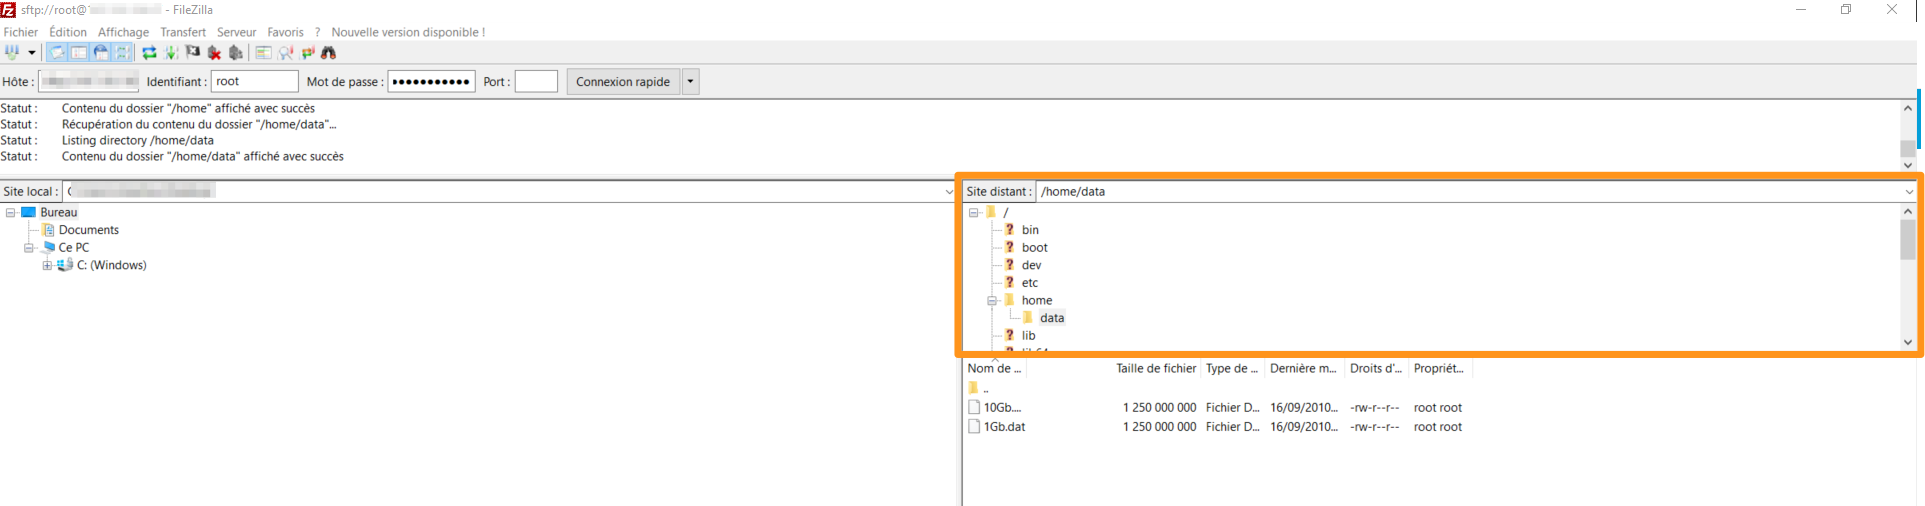 sftp://root@ - FileZilla
Fichier Édition Affichage Transfert Serveur Favoris ? Nouvelle version disponible !
Hôte : Identifiant : root Mot de passe : ●●●●●●●●●●● Port : Connexion rapide
Statut : Contenu du dossier "/home" affiché avec succès
Statut : Récupération du contenu du dossier "/home/data"...
Statut : Listing directory /home/data
Statut : Contenu du dossier "/home/data" affiché avec succès
Site local :
Bureau
Documents
Ce PC
C: (Windows)
Site distant : /home/data
/
? bin
? boot
? dev
? etc
home
data
? lib
Nom de ... Taille de fichier Type de ... Dernière m... Droits d'... Propriét...
..
10Gb.... 1 250 000 000 Fichier D... 16/09/2010... -rw-r--r-- root root
1Gb.dat 1 250 000 000 Fichier D... 16/09/2010... -rw-r--r-- root root